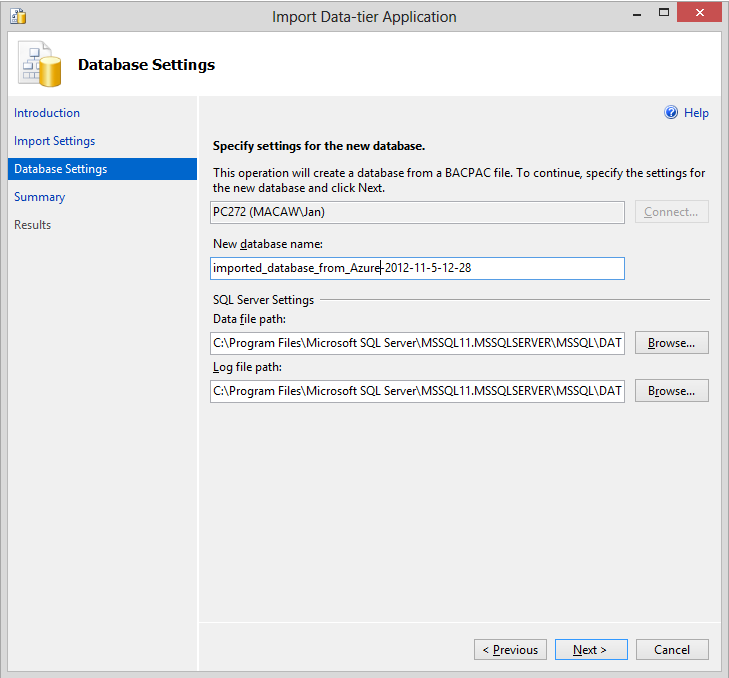 Import Data-tier Application
Database Settings
Introduction
Import Settings
Database Settings
Summary
Results
Help
Specify settings for the new database.
This operation will create a database from a BACPAC file. To continue, specify the settings for
the new database and click Next.
PC272 (MACAW\Jan)
Connect...
New database name:
imported_database_from_Azure-2012-11-5-12-28
SQL Server Settings
Data file path:
C:\Program Files\Microsoft SQL Server\MSSQL11.MSSQLSERVER\MSSQL\DAT
Browse...
Log file path:
C:\Program Files\Microsoft SQL Server\MSSQL11.MSSQLSERVER\MSSQL\DAT
Browse...
< Previous
Next >
Cancel